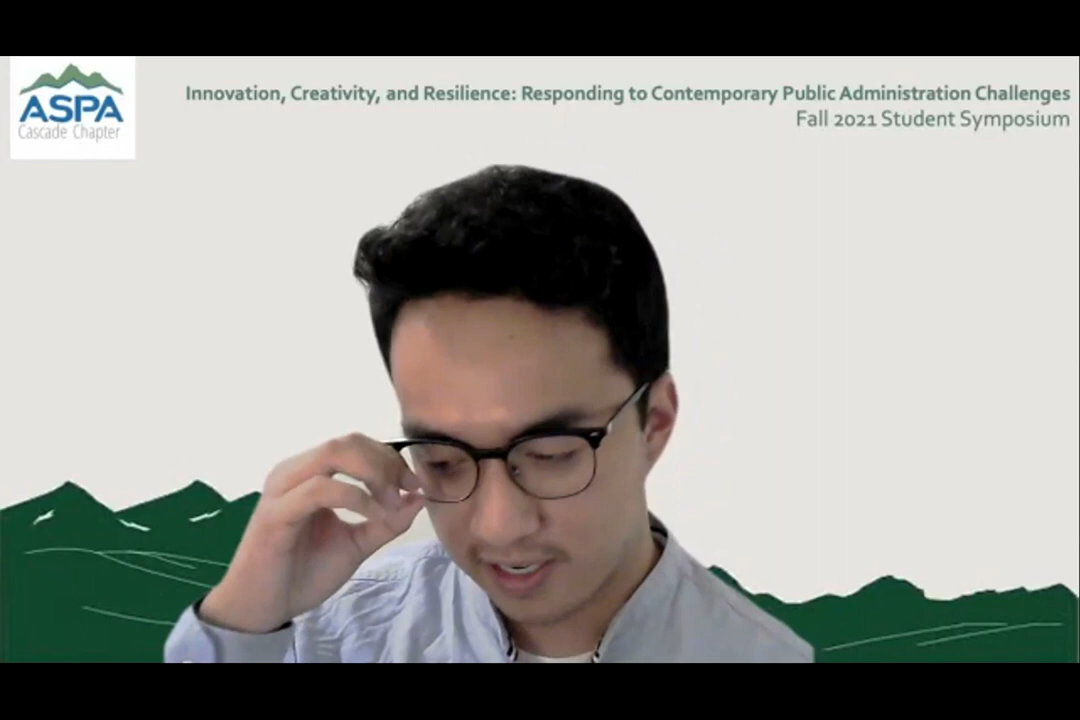 ASPA
Cascade Chapter
Innovation, Creativity, and Resilience: Responding to Contemporary Public Administration Challenges
Fall 2021 Student Symposium